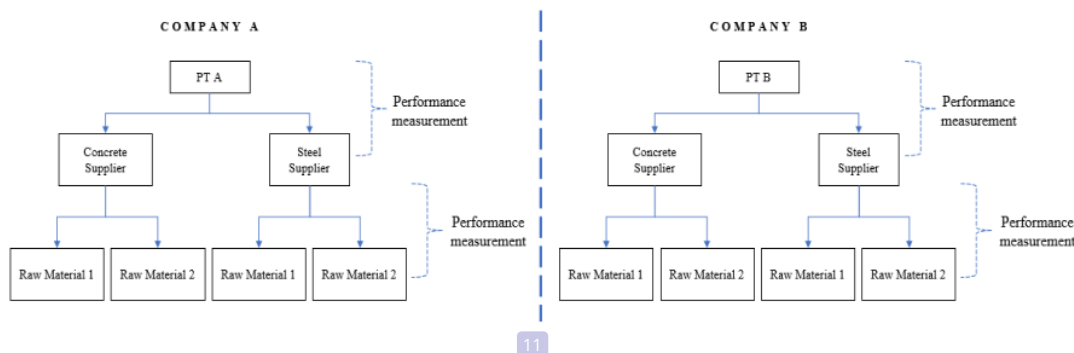 COMPANY A
PT A
Performance
measurement
Concrete
Supplier
Steel
Supplier
Performance
measurement
Raw Material 1
Raw Material 2
Raw Material 1
Raw Material 2
COMPANY B
PT B
Performance
measurement
Concrete
Supplier
Steel
Supplier
Performance
measurement
Raw Material 1
Raw Material 2
Raw Material 1
Raw Material 2
11